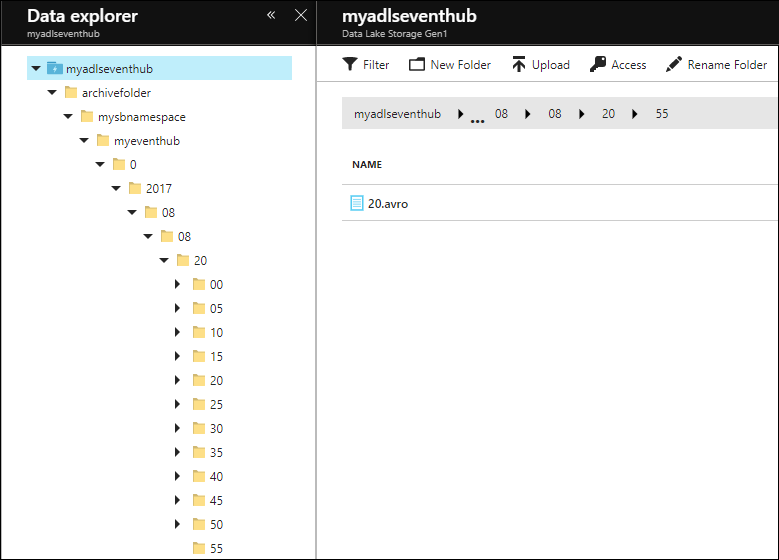 Data explorer
myadlseventhub
myadlseventhub
archivefolder
mysbnamespace
myeventhub
0
2017
08
08
20
00
05
10
15
20
25
30
35
40
45
50
55
myadlseventhub
Data Lake Storage Gen1
Filter New Folder Upload Access Rename Folder
myadlseventhub ... 08 08 20 55
NAME
20.avro